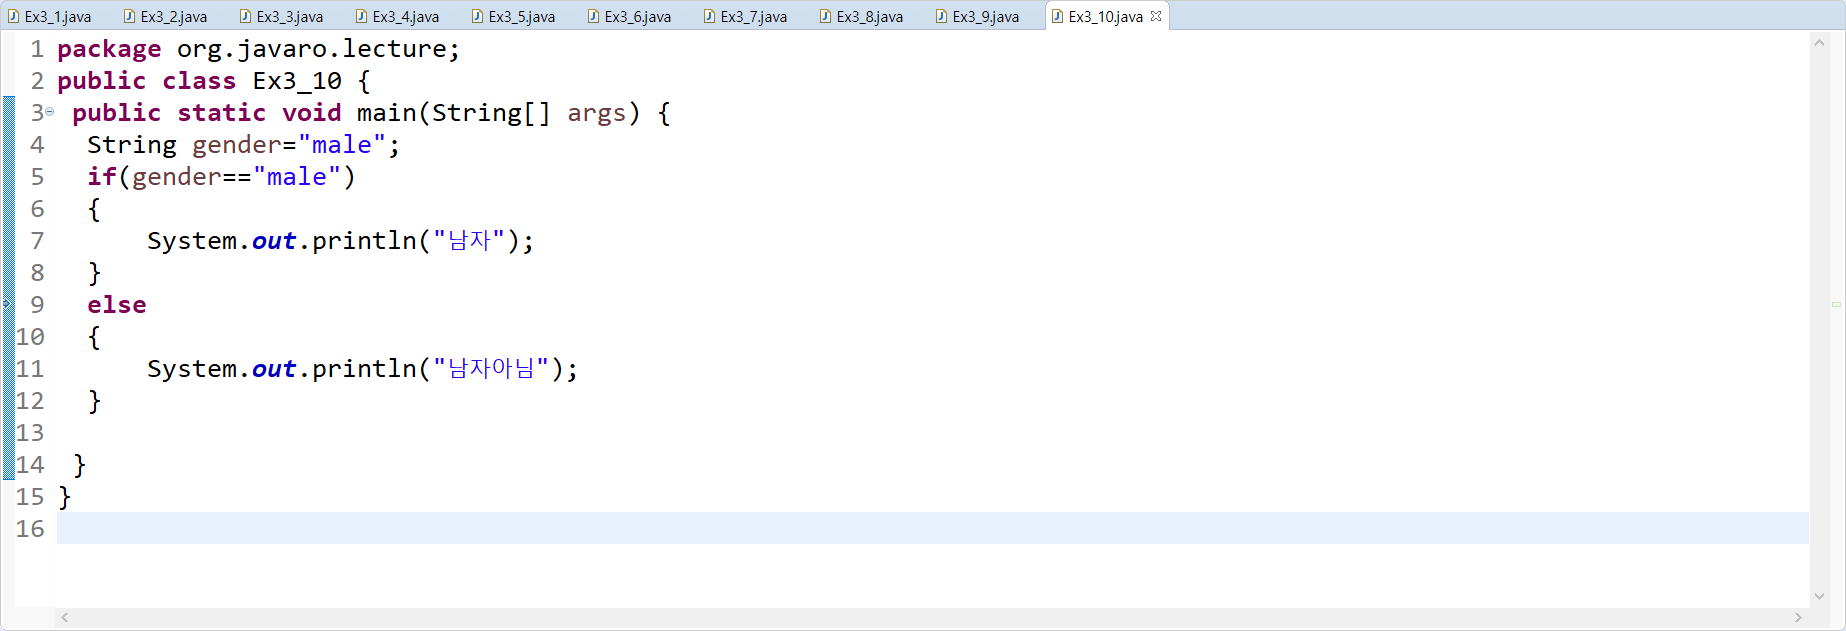 Ex3_1.java Ex3_2.java Ex3_3.java Ex3_4.java Ex3_5.java Ex3_6.java Ex3_7.java Ex3_8.java Ex3_9.java Ex3_10.java
1 package org.javaro.lecture;
2 public class Ex3_10 {
3 public static void main(String[] args) {
4 String gender="male";
5 if(gender=="male")
6 {
7 System.out.println("남자");
8 }
9 else
10 {
11 System.out.println("남자아님");
12 }
13
14 }
15 }
16